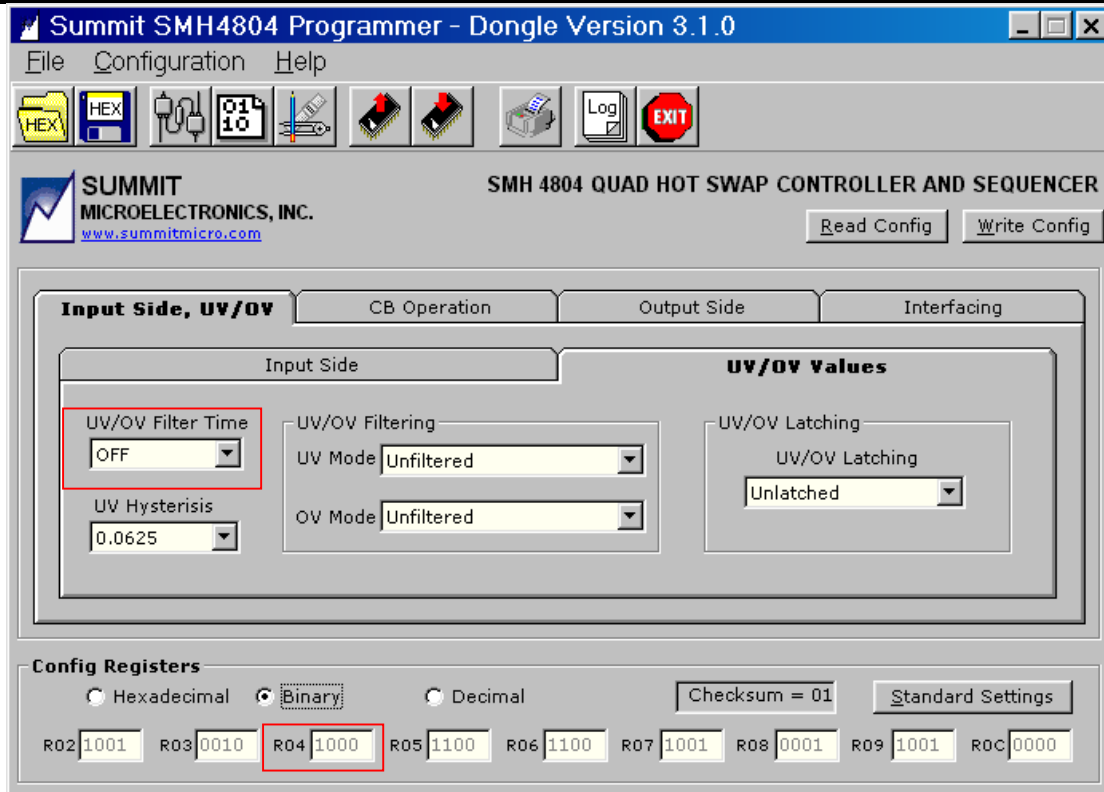 Summit SMH4804 Programmer - Dongle Version 3.1.0
File Configuration Help
HEX HEX 0101 10 Log EXIT
SUMMIT
MICROELECTRONICS, INC.
www.summitmicro.com
SMH 4804 QUAD HOT SWAP CONTROLLER AND SEQUENCER
Read Config Write Config
Input Side, UV/OV CB Operation Output Side Interfacing
Input Side UV/OV Values
UV/OV Filter Time
OFF
UV Hysterisis
0.0625
UV/OV Filtering
UV Mode Unfiltered
OV Mode Unfiltered
UV/OV Latching
UV/OV Latching
Unlatched
Config Registers
Hexadecimal Binary Decimal Checksum = 01 Standard Settings
R02 1001 R03 0010 R04 1000 R05 1100 R06 1100 R07 1001 R08 0001 R09 1001 R0C 0000